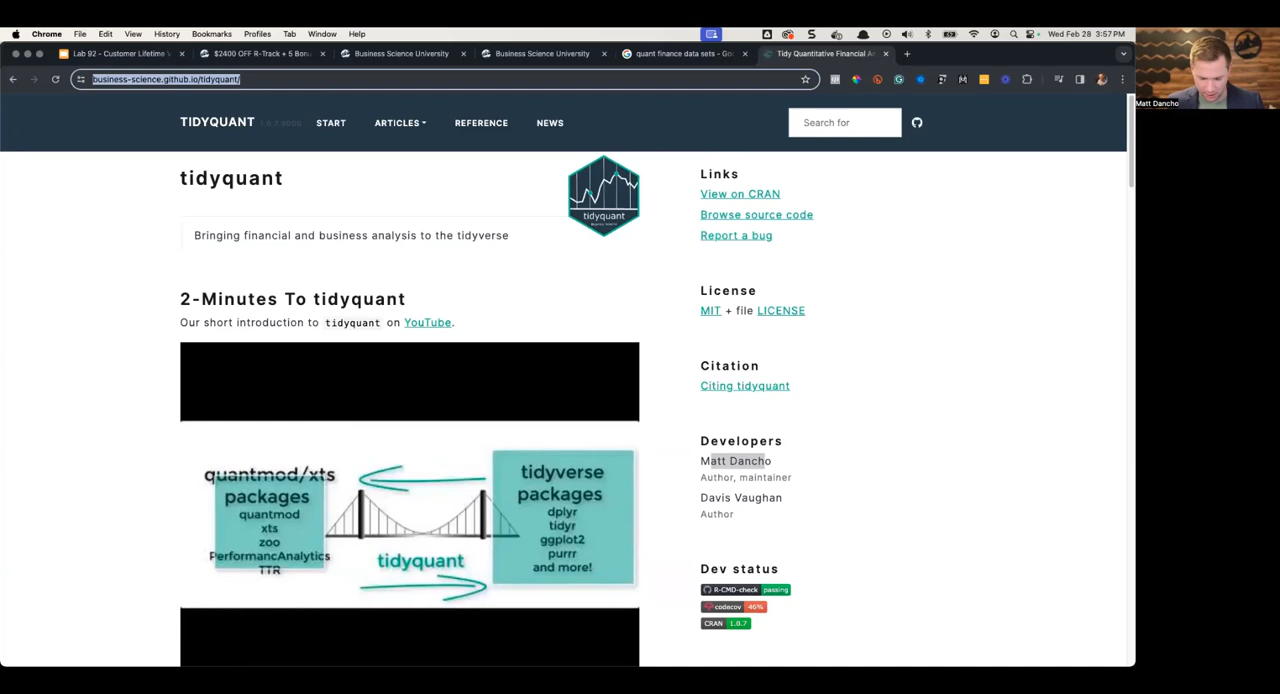 Chrome File Edit View History Bookmarks Profiles Tab Window Help
Wed Feb 28 3:57 PM
Lab 92 - Customer Lifetime
$2400 OFF R-Track + 5 Bon
Business Science University
Business Science University
quant finance data sets - Go
Tidy Quantitative Financial A
business-science.github.io/tidyquant/
Matt Dancho
TIDYQUANT START ARTICLES REFERENCE NEWS
Search for
tidyquant
tidyquant
Bringing financial and business analysis to the tidyverse
2-Minutes To tidyquant
Our short introduction to tidyquant on YouTube.
quantmod/xts
packages
quantmod
xts
zoo
PerformancAnalytics
TTR
tidyquant
tidyverse
packages
dplyr
tidyr
ggplot2
purrr
and more!
Links
View on CRAN
Browse source code
Report a bug
License
MIT + file LICENSE
Citation
Citing tidyquant
Developers
Matt Dancho
Author, maintainer
Davis Vaughan
Author
Dev status
R-CMD-check passing
codecov 46%
CRAN 1.0.7